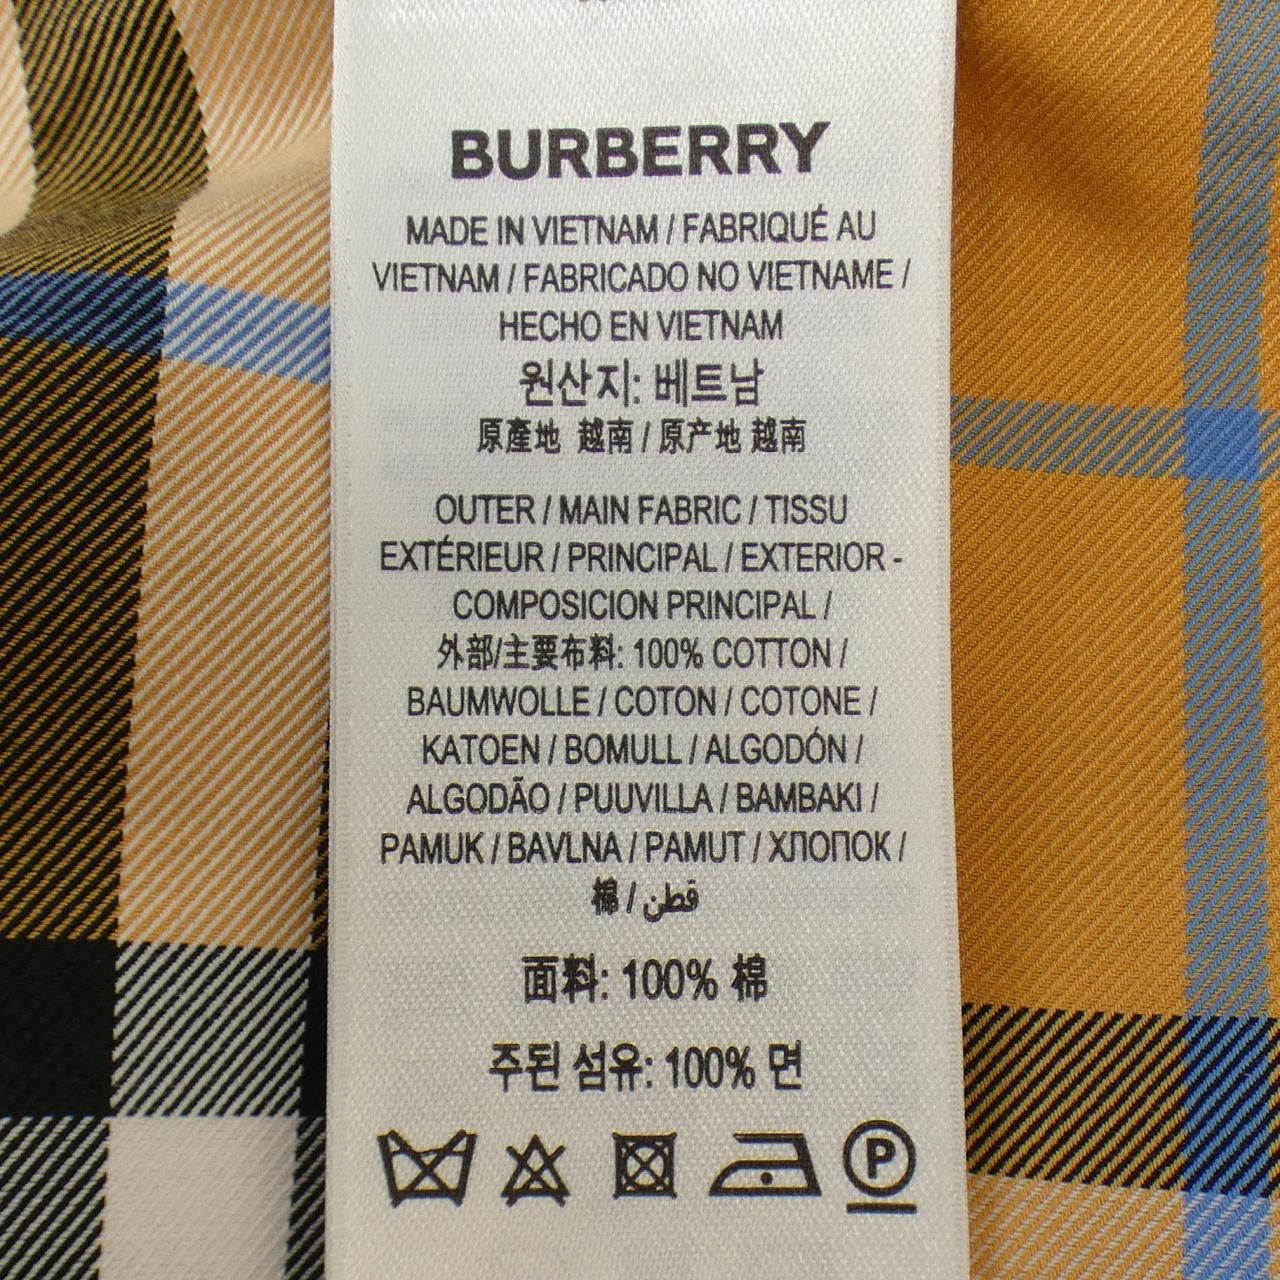 BURBERRY
MADE IN VIETNAM / FABRIQUÉ AU
VIETNAM / FABRICADO NO VIETNAME /
HECHO EN VIETNAM
원산지: 베트남
原產地 越南 / 原产地 越南
OUTER / MAIN FABRIC / TISSU
EXTÉRIEUR / PRINCIPAL / EXTERIOR -
COMPOSICION PRINCIPAL /
外部/主要布料: 100% COTTON /
BAUMWOLLE / COTON / COTONE /
KATOEN / BOMULL / ALGODÓN /
ALGODÃO / PUUVILLA / BAMBAKI /
PAMUK / BAVLNA / PAMUT / ХЛОПОК /
棉 / قطن
面料: 100% 棉
주된 섬유: 100% 면
P